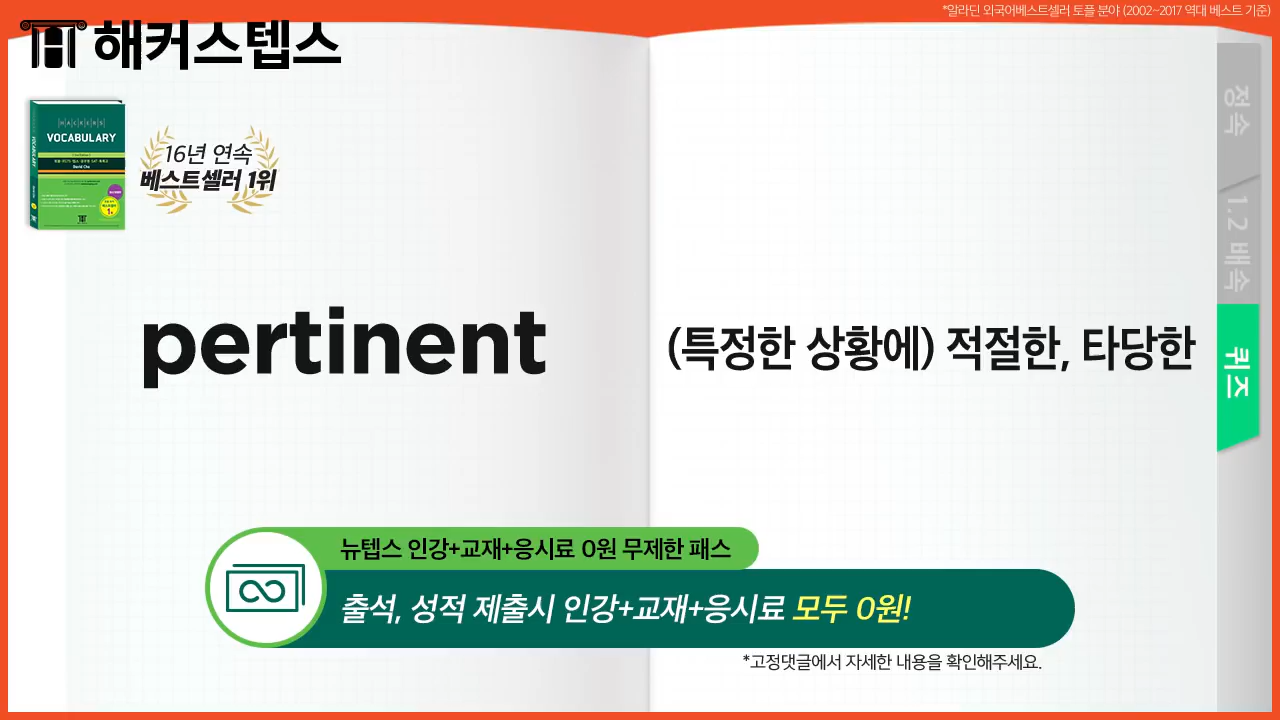 *알라딘 외국어베스트셀러 토플 분야 (2002~2017 역대 베스트 기준)
해커스텝스
HACKERS
VOCABULARY
VOCABULARY
David Cho
16년 연속
베스트셀러 1위
정속
1.2 배속
퀴즈
pertinent
(특정한 상황에) 적절한, 타당한
뉴텝스 인강+교재+응시료 0원 무제한 패스
출석, 성적 제출시 인강+교재+응시료 모두 0원!
*고정댓글에서 자세한 내용을 확인해주세요.